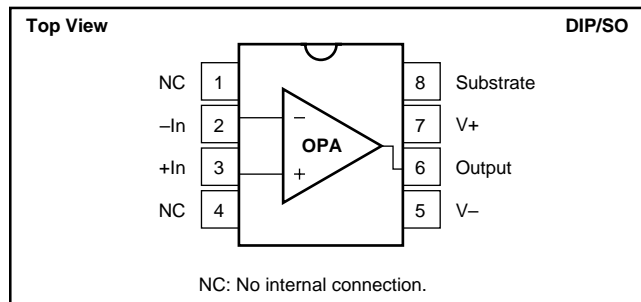 Top View DIP/SO
NC 1 8 Substrate
–In 2 – 7 V+
OPA
+In 3 + 6 Output
NC 4 5 V–
NC: No internal connection.